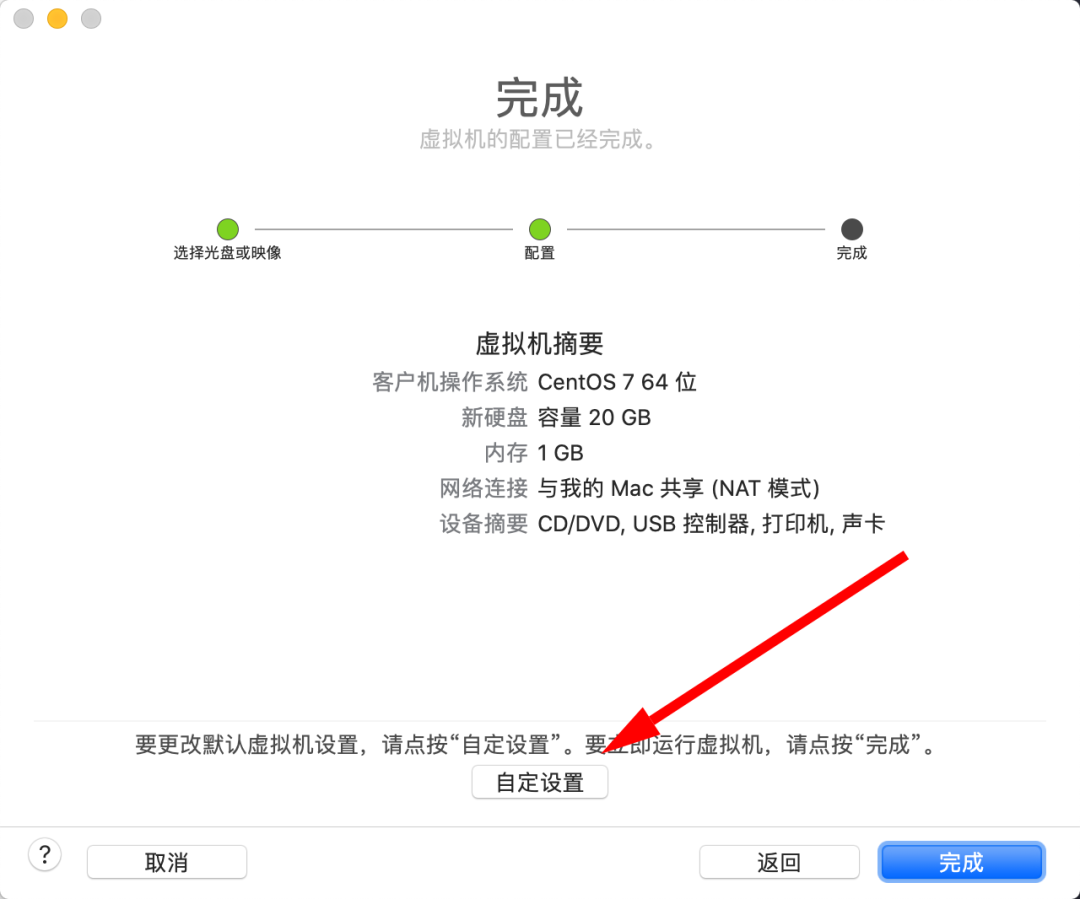 完成
虚拟机的配置已经完成。
选择光盘或映像
配置
完成
虚拟机摘要
客户机操作系统 CentOS 7 64 位
新硬盘 容量 20 GB
内存 1 GB
网络连接 与我的 Mac 共享 (NAT 模式)
设备摘要 CD/DVD, USB 控制器, 打印机, 声卡
要更改默认虚拟机设置，请点按“自定设置”。要立即运行虚拟机，请点按“完成”。
自定设置
?
取消
返回
完成